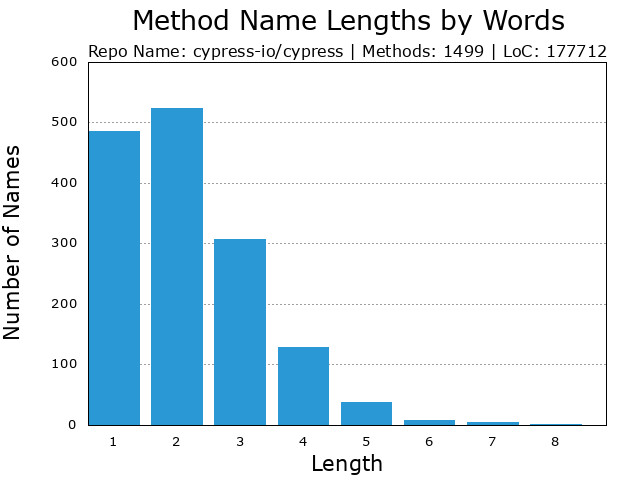 Method Name Lengths by Words
Repo Name: cypress-io/cypress | Methods: 1499 | LoC: 177712
Number of Names
600
500
400
300
200
100
0
1 2 3 4 5 6 7 8
Length